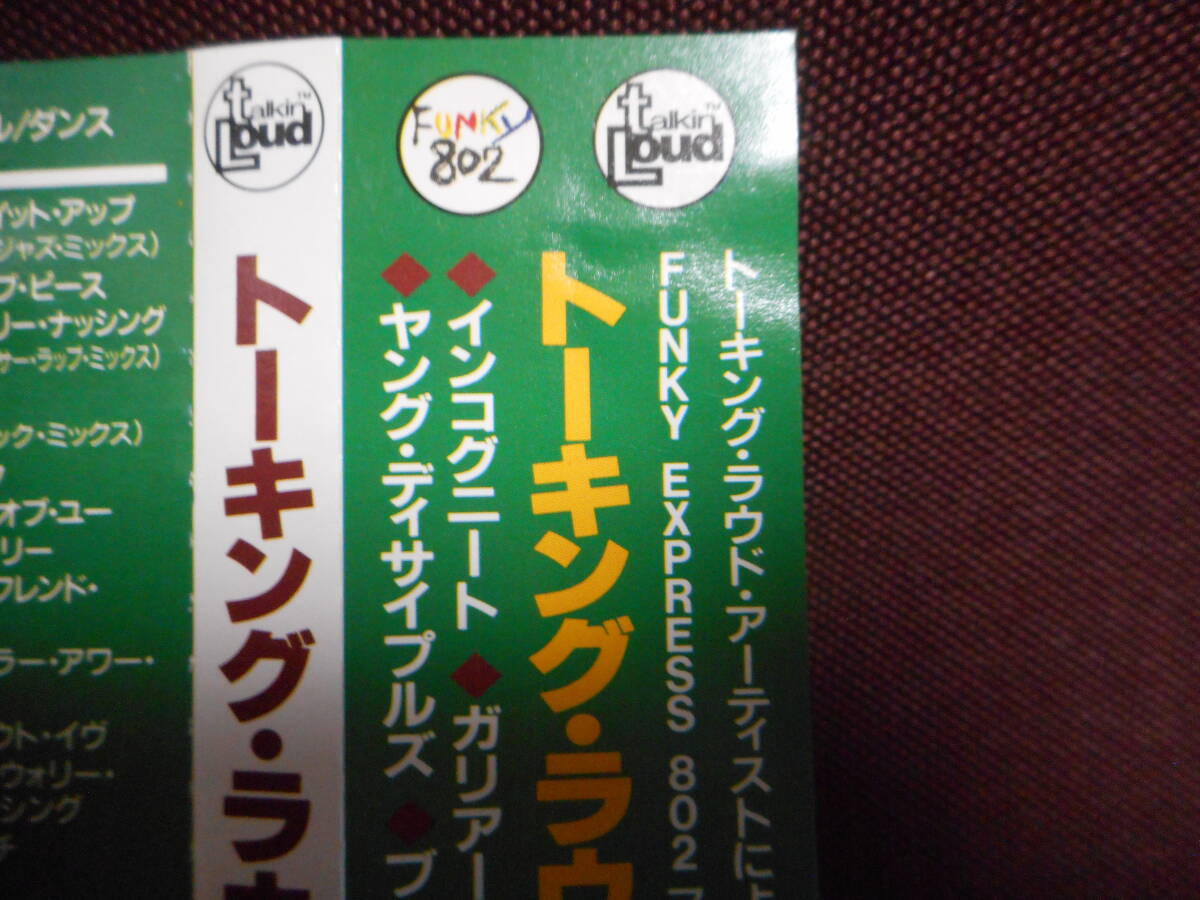 talkin' Loud™
FUNKY 802
talkin' Loud™
トーキング・ラウド・アーティストによ
FUNKY EXPRESS 802
トーキング・ラウ
◆インコグニート ◆ガリアー
◆ヤング・ディサイプルズ ◆ブ
トーキング・ラウ
ル/ダンス
イット・アップ
ジャズ・ミックス)
ブ・ピース
リー・ナッシング
サー・ラップ・ミックス)
ック・ミックス)
オブ・ユー
リー
フレンド・
ラー・アワー・
ウト・イヴ
ウォリー・
ッシング
チ